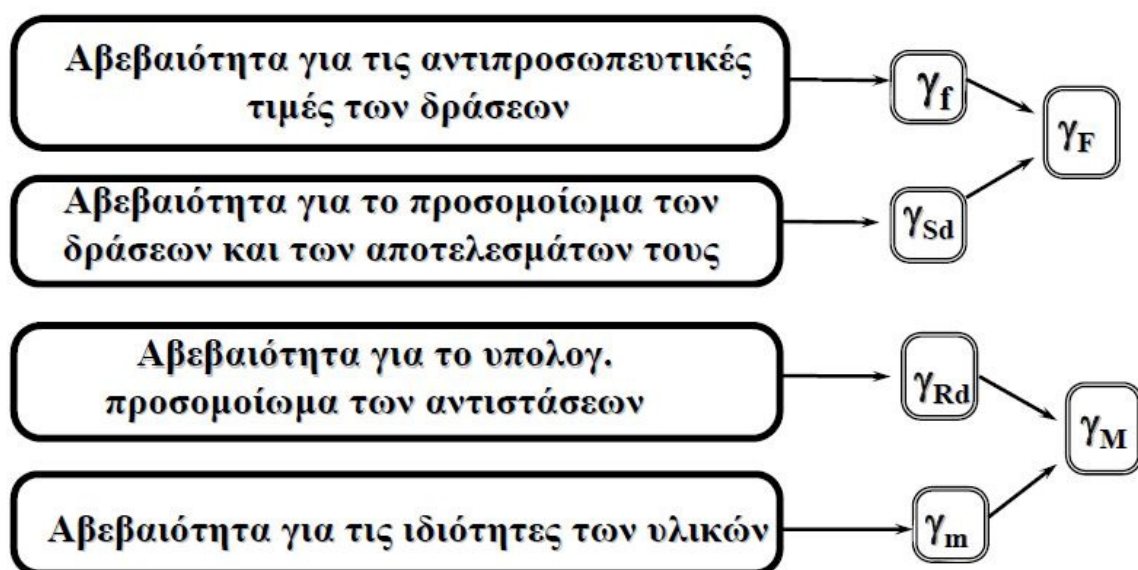 Αβεβαιότητα για τις αντιπροσωπευτικές
τιμές των δράσεων
γf
γF
Αβεβαιότητα για το προσομοίωμα των
δράσεων και των αποτελεσμάτων τους
γSd
Αβεβαιότητα για το υπολογ.
προσομοίωμα των αντιστάσεων
γRd
γM
Αβεβαιότητα για τις ιδιότητες των υλικών
γm